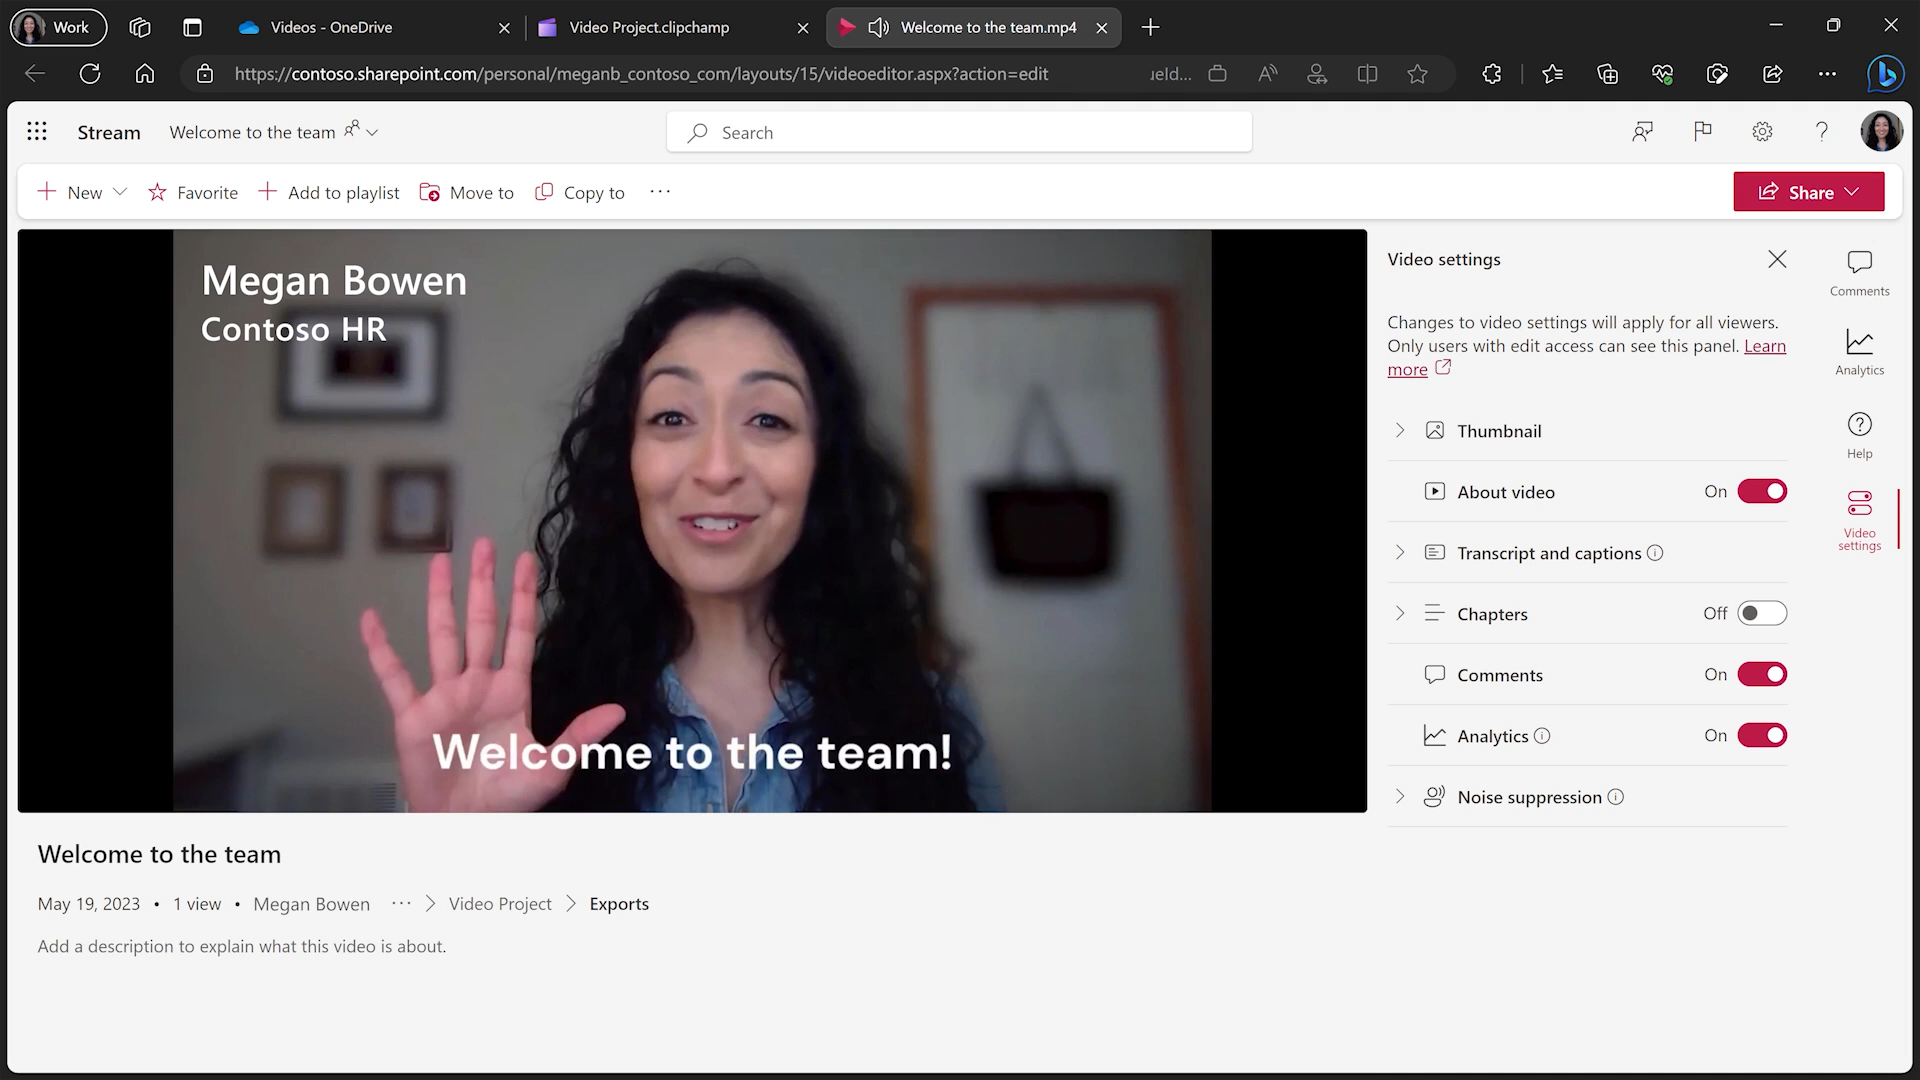 Work
Videos - OneDrive
Video Project.clipchamp
Welcome to the team.mp4
https://contoso.sharepoint.com/personal/meganb_contoso_com/layouts/15/videoeditor.aspx?action=edit
Stream
Welcome to the team
Search
New
Favorite
Add to playlist
Move to
Copy to
Share
Megan Bowen
Contoso HR
Welcome to the team!
Video settings
Changes to video settings will apply for all viewers.
Only users with edit access can see this panel. Learn
more
Thumbnail
About video On
Transcript and captions
Chapters Off
Comments On
Analytics On
Noise suppression
Comments
Analytics
Help
Video
settings
Welcome to the team
May 19, 2023 • 1 view • Megan Bowen ··· > Video Project > Exports
Add a description to explain what this video is about.